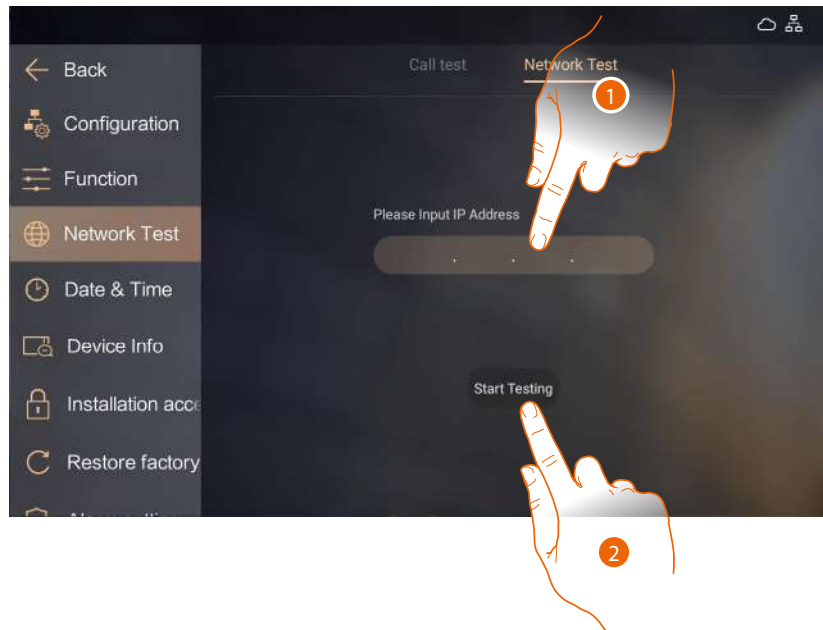 Back
Call test
Network Test
1
Configuration
Function
Please Input IP Address
Network Test
. . .
Date & Time
Device Info
Start Testing
Installation acce
Restore factory
2